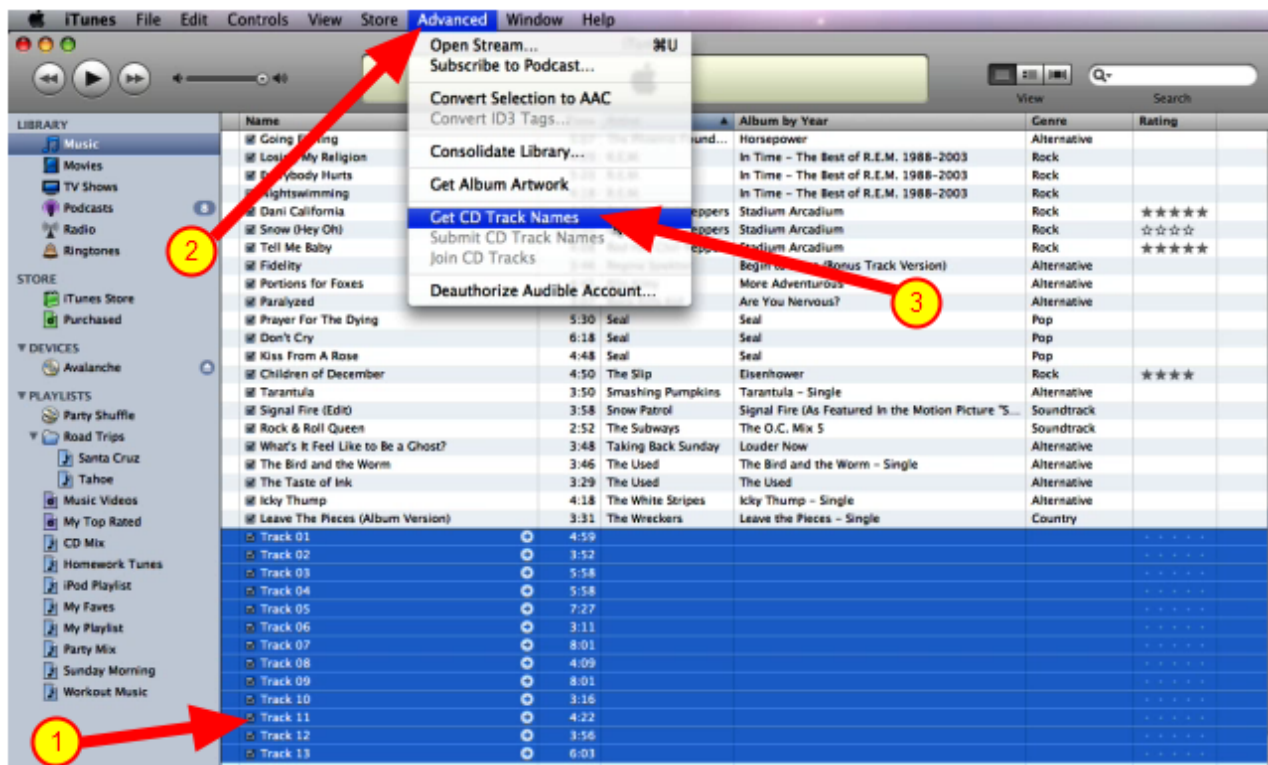 iTunes File Edit Controls View Store Advanced Window Help
Open Stream... ⌘U
Subscribe to Podcast...
Convert Selection to AAC
Convert ID3 Tags...
Consolidate Library...
Get Album Artwork
Get CD Track Names
Submit CD Track Names
Join CD Tracks
Deauthorize Audible Account...
View Search
LIBRARY
Music
Movies
TV Shows
Podcasts
Radio
Ringtones
STORE
iTunes Store
Purchased
DEVICES
Avalanche
PLAYLISTS
Party Shuffle
Road Trips
Santa Cruz
Tahoe
Music Videos
My Top Rated
CD Mix
Homework Tunes
iPod Playlist
My Faves
My Playlist
Party Mix
Sunday Morning
Workout Music
Name Album by Year Genre Rating
Going Horsepower Alternative
My Religion In Time - The Best of R.E.M. 1988-2003 Rock
Hurts In Time - The Best of R.E.M. 1988-2003 Rock
In Time - The Best of R.E.M. 1988-2003 Rock
Dani California Stadium Arcadium Rock ★★★★★
Snow (Hey Oh) Stadium Arcadium Rock ☆☆☆☆
Tell Me Baby Stadium Arcadium Rock ★★★★★
Fidelity Begin (Bonus Track Version) Alternative
Portions for Foxes More Adventurous Alternative
Paralyzed Are You Nervous? Alternative
Prayer For The Dying 5:30 Seal Seal Pop
Don't Cry 6:18 Seal Seal Pop
Kiss From A Rose 4:48 Seal Seal Pop
Children of December 4:50 The Slip Eisenhower Rock ★★★★
Tarantula 3:50 Smashing Pumpkins Tarantula - Single Alternative
Signal Fire (Edit) 3:58 Snow Patrol Signal Fire (As Featured In the Motion Picture "S... Soundtrack
Rock & Roll Queen 2:52 The Subways The O.C. Mix 5 Soundtrack
What's It Feel Like to Be a Ghost? 3:48 Taking Back Sunday Louder Now Alternative
The Bird and the Worm 3:46 The Used The Bird and the Worm - Single Alternative
The Taste of Ink 3:29 The Used The Used Alternative
Icky Thump 4:18 The White Stripes Icky Thump - Single Alternative
Leave The Pieces (Album Version) 3:31 The Wreckers Leave the Pieces - Single Country
Track 01 4:59
Track 02 3:52
Track 03 5:58
Track 04 5:58
Track 05 7:27
Track 06 3:11
Track 07 8:01
Track 08 4:09
Track 09 8:01
Track 10 3:16
Track 11 4:22
Track 12 3:56
Track 13 6:03
1
2
3